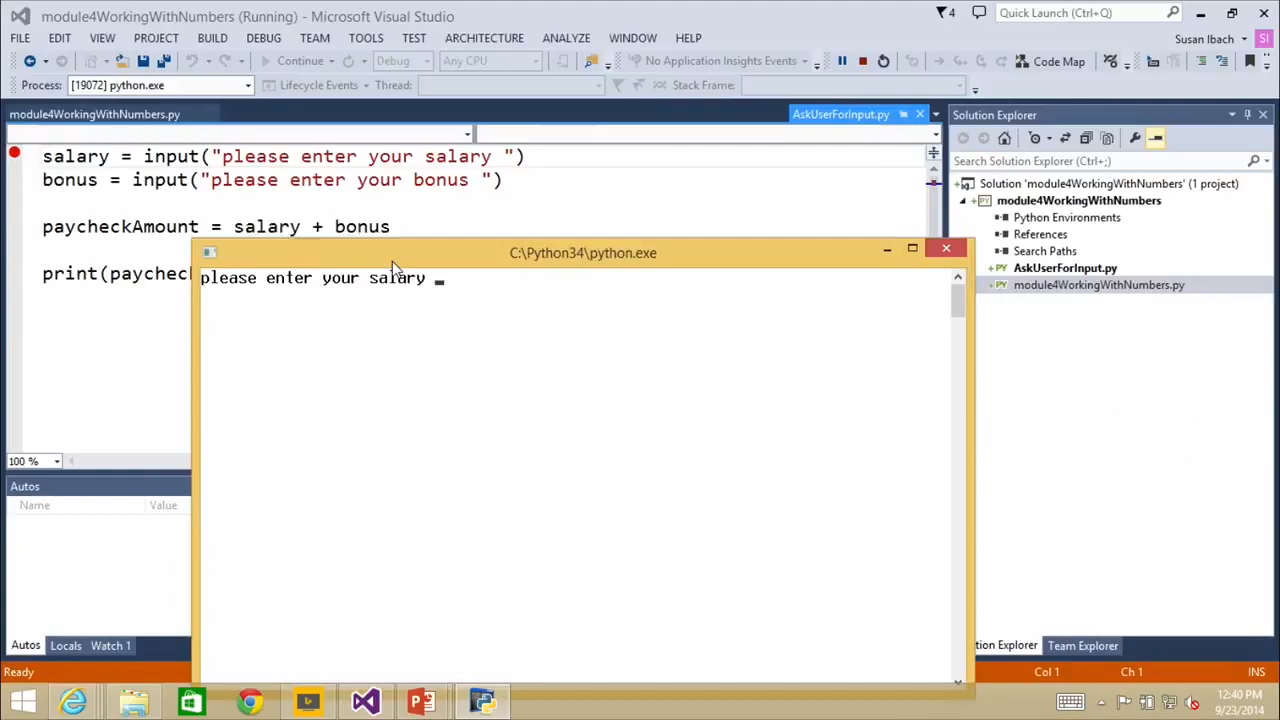 module4WorkingWithNumbers (Running) - Microsoft Visual Studio
4
Quick Launch (Ctrl+Q)
FILE EDIT VIEW PROJECT BUILD DEBUG TEAM TOOLS TEST ARCHITECTURE ANALYZE WINDOW HELP
Susan Ibach
SI
Continue
Debug
Any CPU
No Application Insights Events
Code Map
Process: [19072] python.exe
Lifecycle Events
Thread:
Stack Frame:
module4WorkingWithNumbers.py
AskUserForInput.py
salary = input("please enter your salary ")
bonus = input("please enter your bonus ")
paycheckAmount = salary + bonus
print(paychec
100 %
Autos
Name Value
Autos Locals Watch 1
C:\Python34\python.exe
please enter your salary
Solution Explorer
Search Solution Explorer (Ctrl+;)
Solution 'module4WorkingWithNumbers' (1 project)
module4WorkingWithNumbers
Python Environments
References
Search Paths
AskUserForInput.py
module4WorkingWithNumbers.py
tion Explorer Team Explorer
Ready
Col 1 Ch 1 INS
12:40 PM
9/23/2014